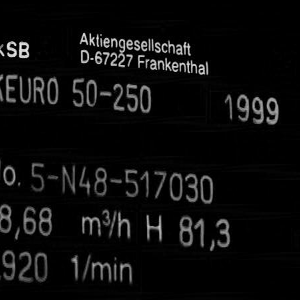 KSB Aktiengesellschaft
D-67227 Frankenthal
KEURO 50-250 1999
No. 5-N48-517030
8,68 m³/h H 81,3
920 1/min